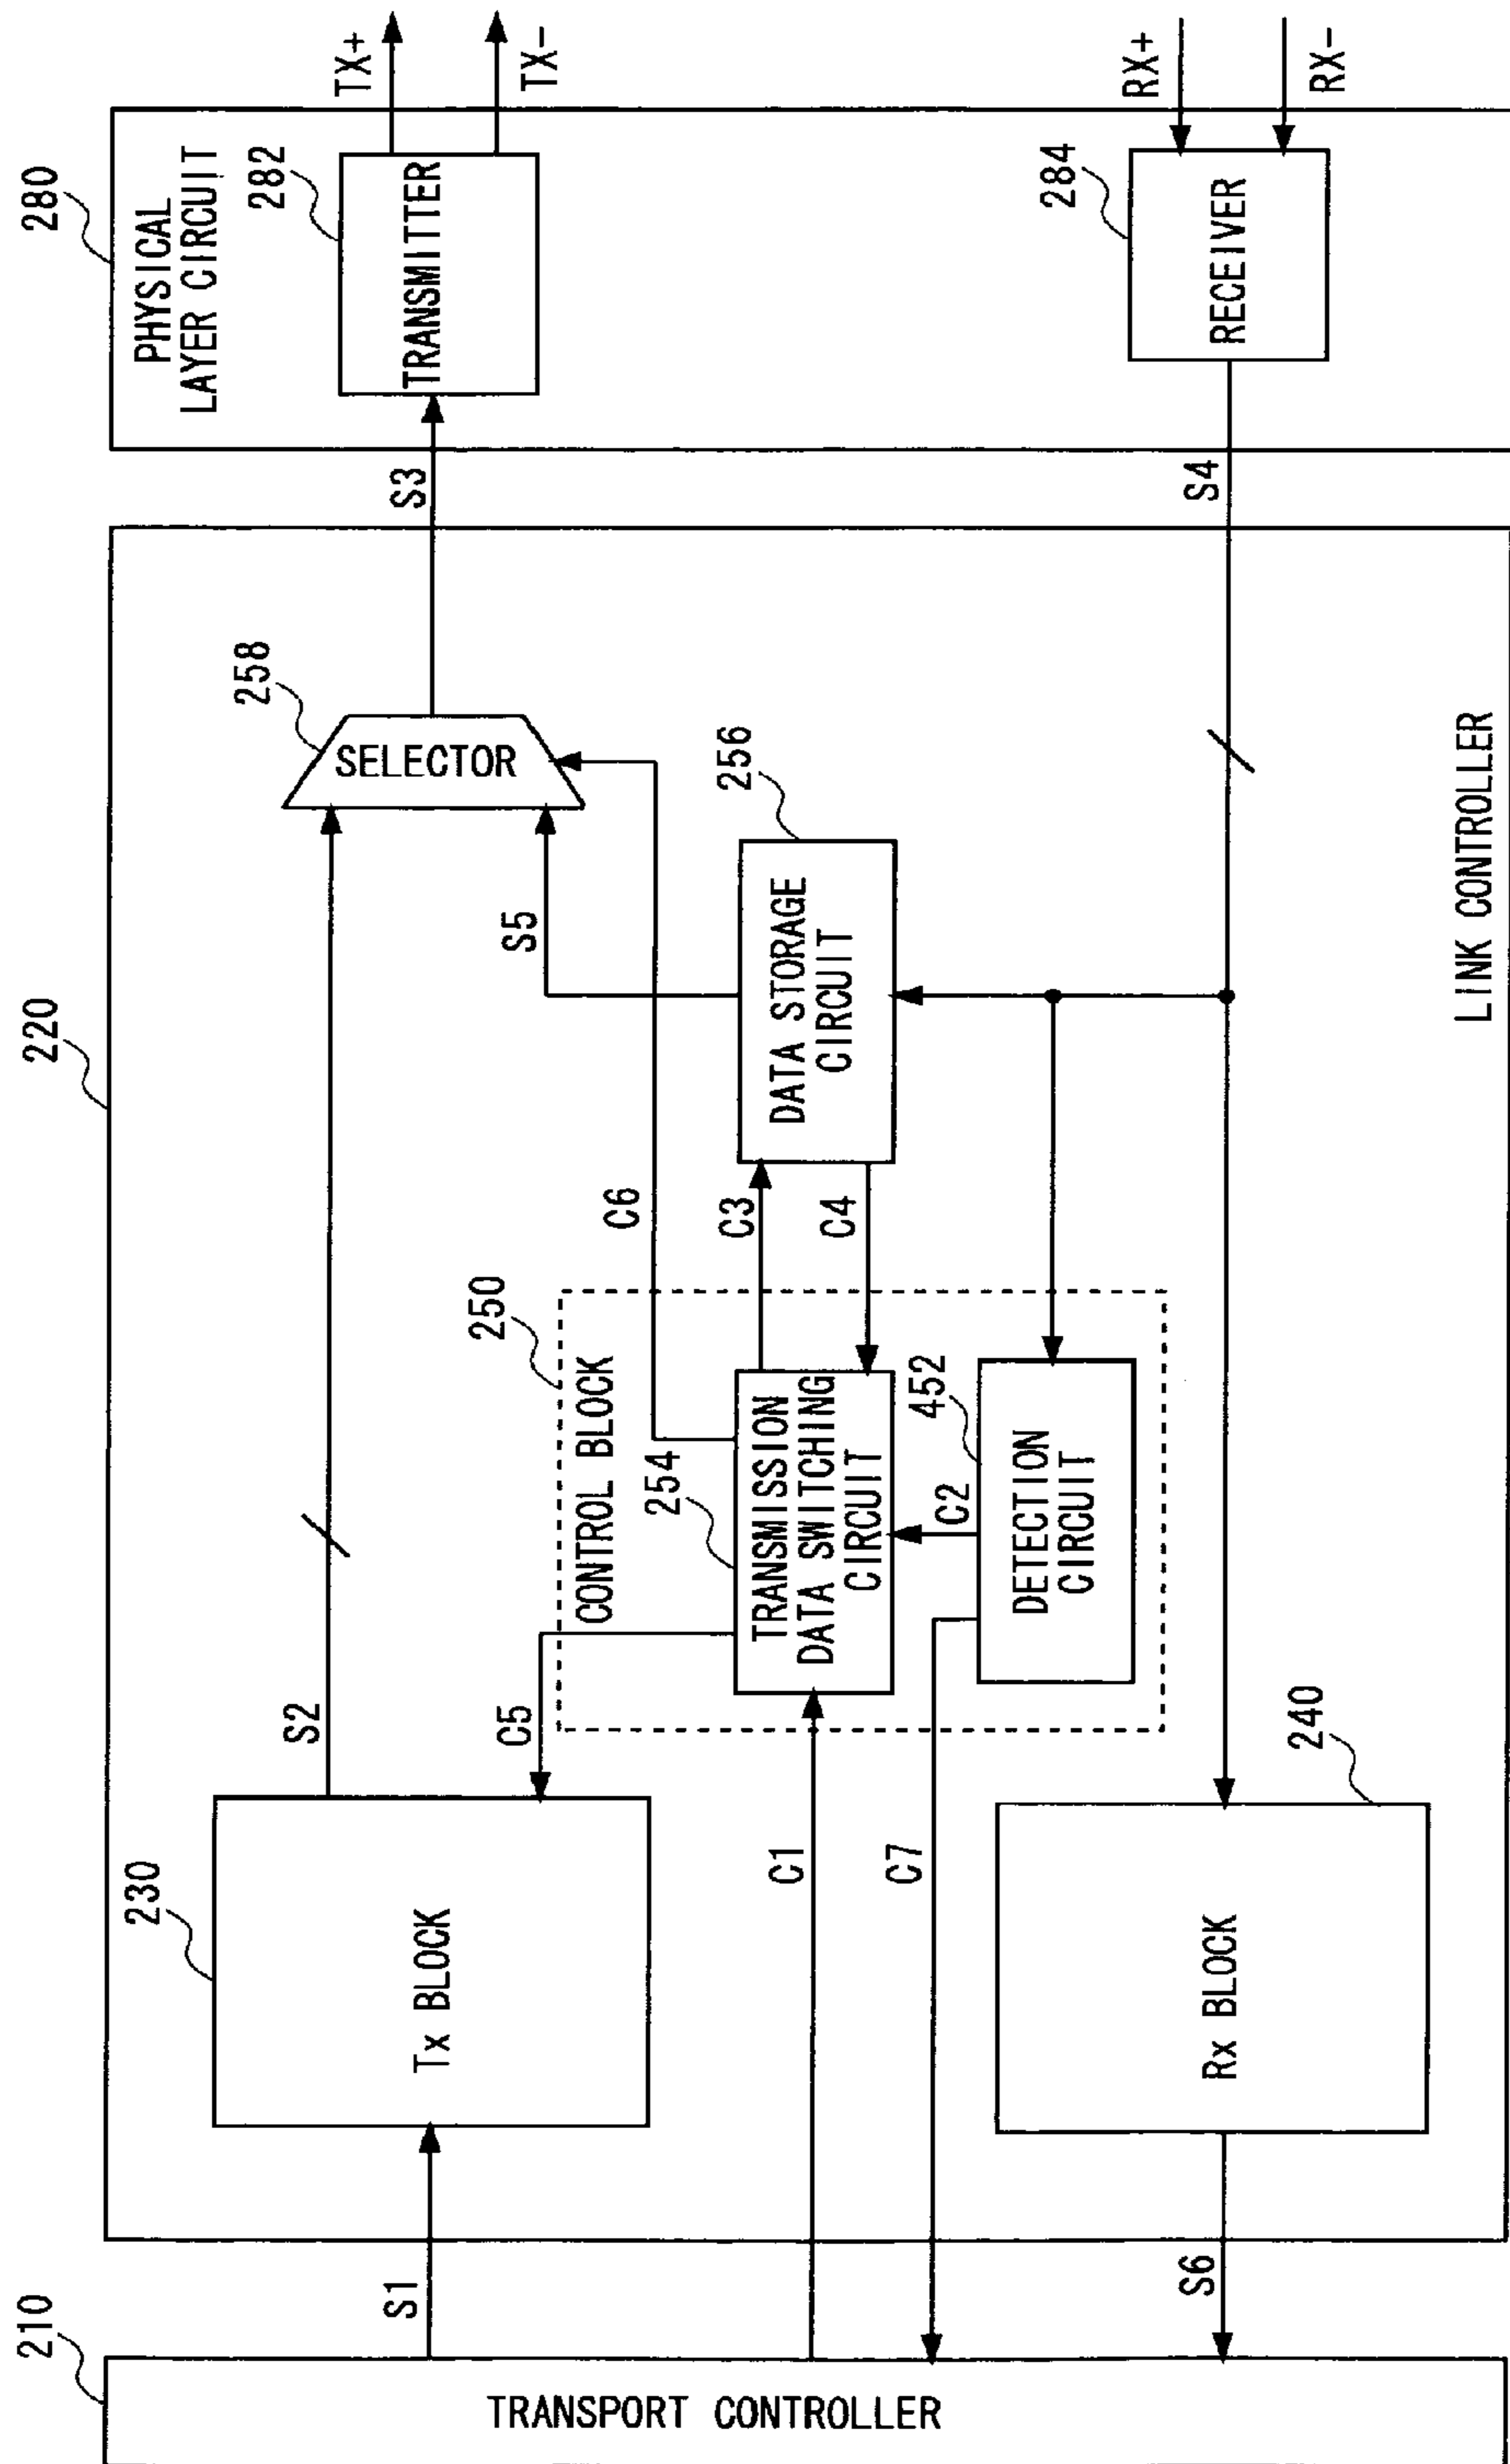 210
TRANSPORT CONTROLLER
S1
C1
C7
S6
220
LINK CONTROLLER
230
Tx BLOCK
240
Rx BLOCK
S2
C5
250
CONTROL BLOCK
254
TRANSMISSION
DATA SWITCHING
CIRCUIT
C2
452
DETECTION
CIRCUIT
C6
C3
C4
256
DATA STORAGE
CIRCUIT
S5
258
SELECTOR
S3
S4
280
PHYSICAL
LAYER CIRCUIT
282
TRANSMITTER
284
RECEIVER
TX+
TX-
RX+
RX-